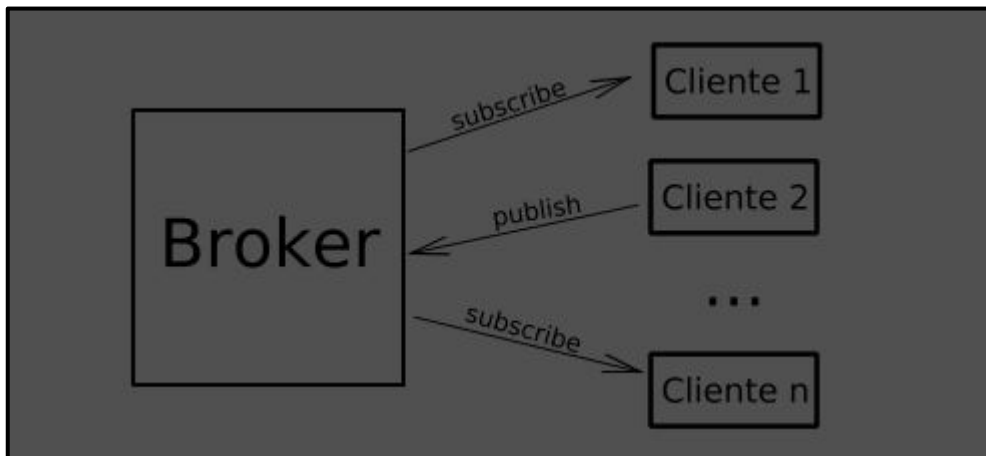 Cliente 1
subscribe
Cliente 2
publish
Broker
...
subscribe
Cliente n